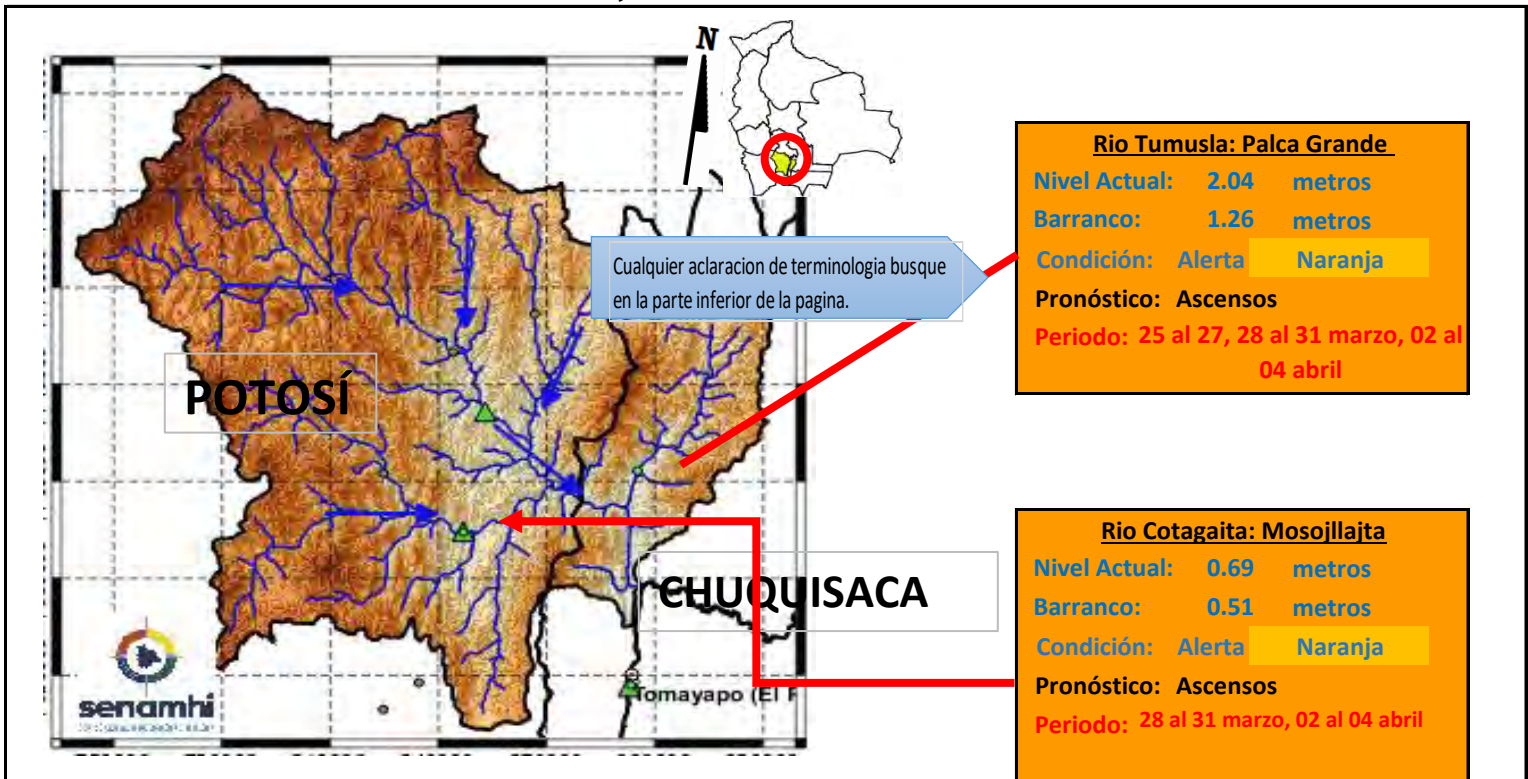 N
Rio Tumusla: Palca Grande
Nivel Actual: 2.04 metros
Barranco: 1.26 metros
Condición: Alerta Naranja
Pronóstico: Ascensos
Periodo: 25 al 27, 28 al 31 marzo, 02 al
04 abril
Cualquier aclaracion de terminologia busque
en la parte inferior de la pagina.
POTOSÍ
CHUQUISACA
Rio Cotagaita: Mosojllajta
Nivel Actual: 0.69 metros
Barranco: 0.51 metros
Condición: Alerta Naranja
Pronóstico: Ascensos
Periodo: 28 al 31 marzo, 02 al 04 abril
Tomayapo (El
senamhi